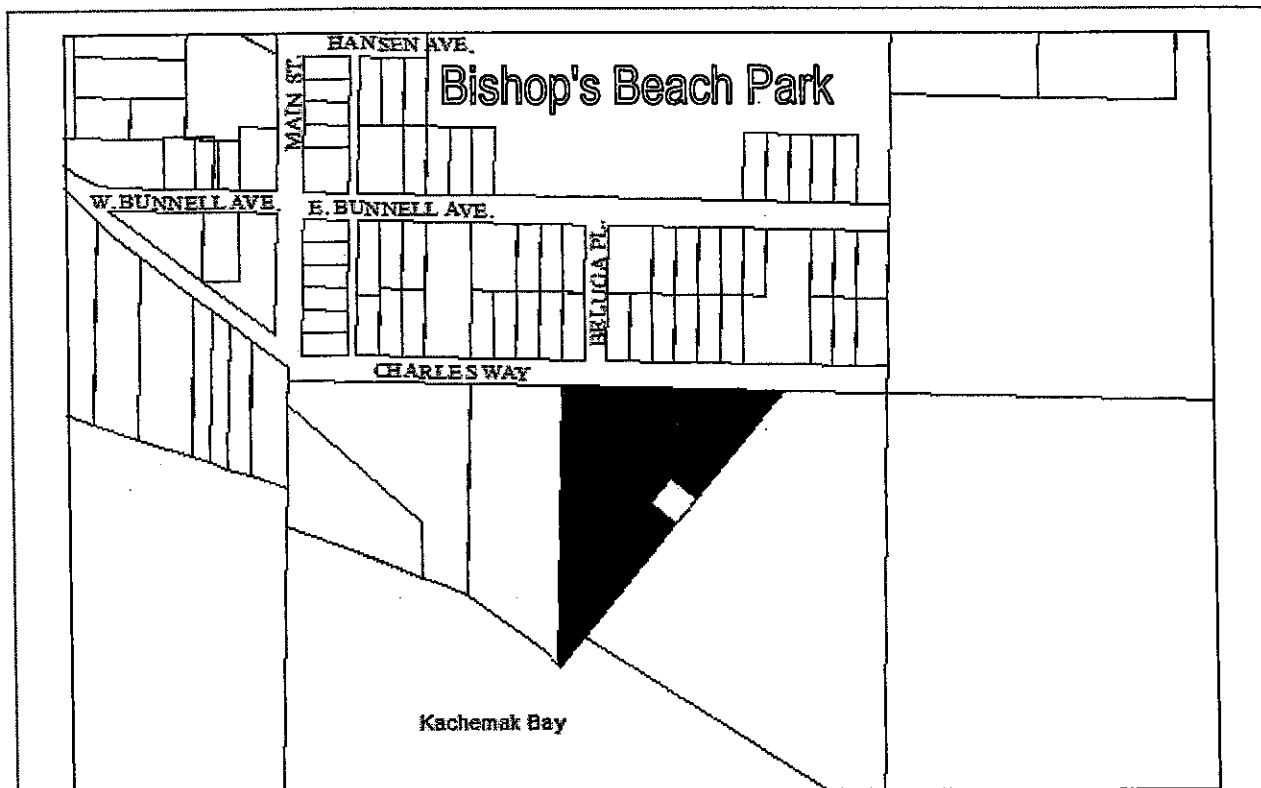 HANSEN AVE.
MAIN ST.
Bishop's Beach Park
W. BUNNELL AVE.
E. BUNNELL AVE.
BELUGA PL.
CHARLES WAY
Kachemak Bay